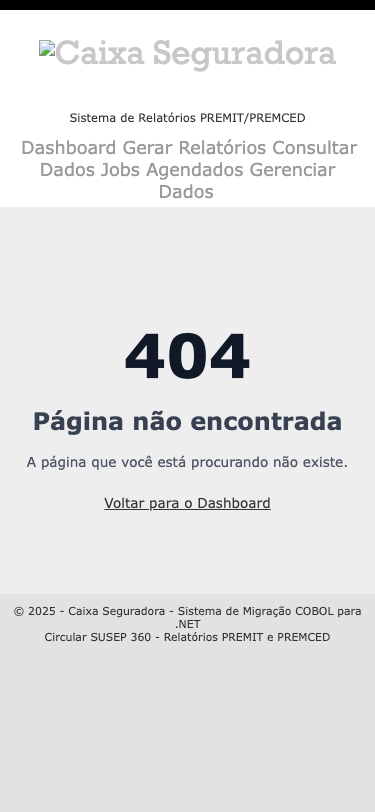 Caixa Seguradora
Sistema de Relatórios PREMIT/PREMCED
Dashboard Gerar Relatórios Consultar
Dados Jobs Agendados Gerenciar
Dados
404
Página não encontrada
A página que você está procurando não existe.
Voltar para o Dashboard
© 2025 - Caixa Seguradora - Sistema de Migração COBOL para
.NET
Circular SUSEP 360 - Relatórios PREMIT e PREMCED